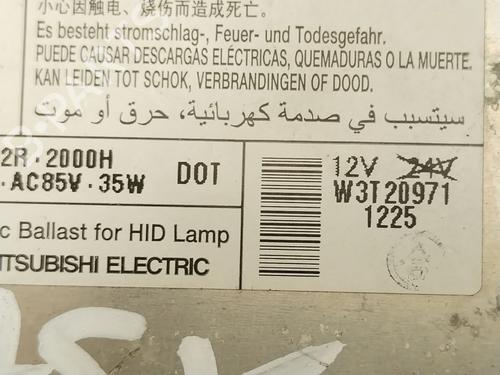 小心因触电、烧伤而造成死亡.
Es besteht stromschlag-, Feuer- und Todesgefahr.
PUEDE CAUSAR DESCARGAS ELÉCTRICAS, QUEMADURAS O LA MUERTE.
KAN LEIDEN TOT SCHOK, VERBRANDINGEN OF DOOD.
سيتسبب في صدمة كهربائية، حرق أو موت
2R·2000H
·AC85V·35W
DOT
12V 24V
W3T20971
1225
c Ballast for HID Lamp
ITSUBISHI ELECTRIC